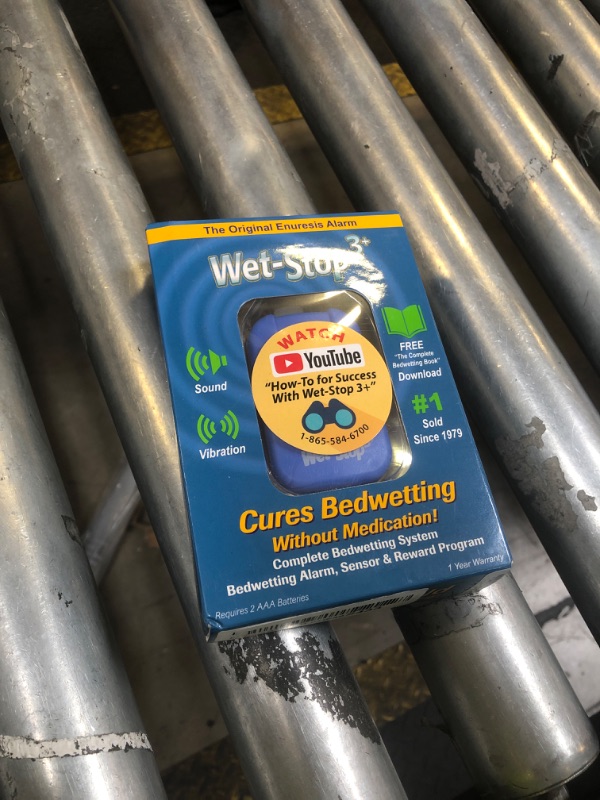 The Original Enuresis Alarm
Wet-Stop 3+
WATCH
YouTube
"How-To for Success
With Wet-Stop 3+"
1-865-584-6700
Wet-Stop
Sound
Vibration
FREE
"The Complete
Bedwetting Book"
Download
#1
Sold
Since 1979
Cures Bedwetting
Without Medication!
Complete Bedwetting System
Bedwetting Alarm, Sensor & Reward Program
Requires 2 AAA Batteries
1 Year Warranty